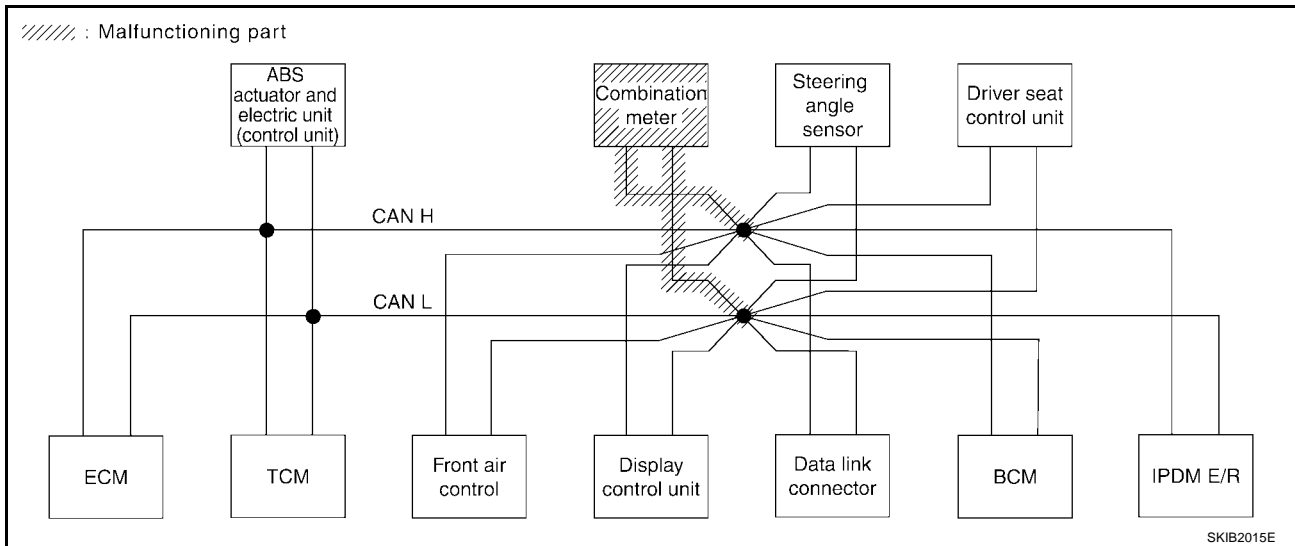 : Malfunctioning part
ABS
actuator and
electric unit
(control unit)
Combination
meter
Steering
angle
sensor
Driver seat
control unit
CAN H
CAN L
ECM
TCM
Front air
control
Display
control unit
Data link
connector
BCM
IPDM E/R
SKIB2015E